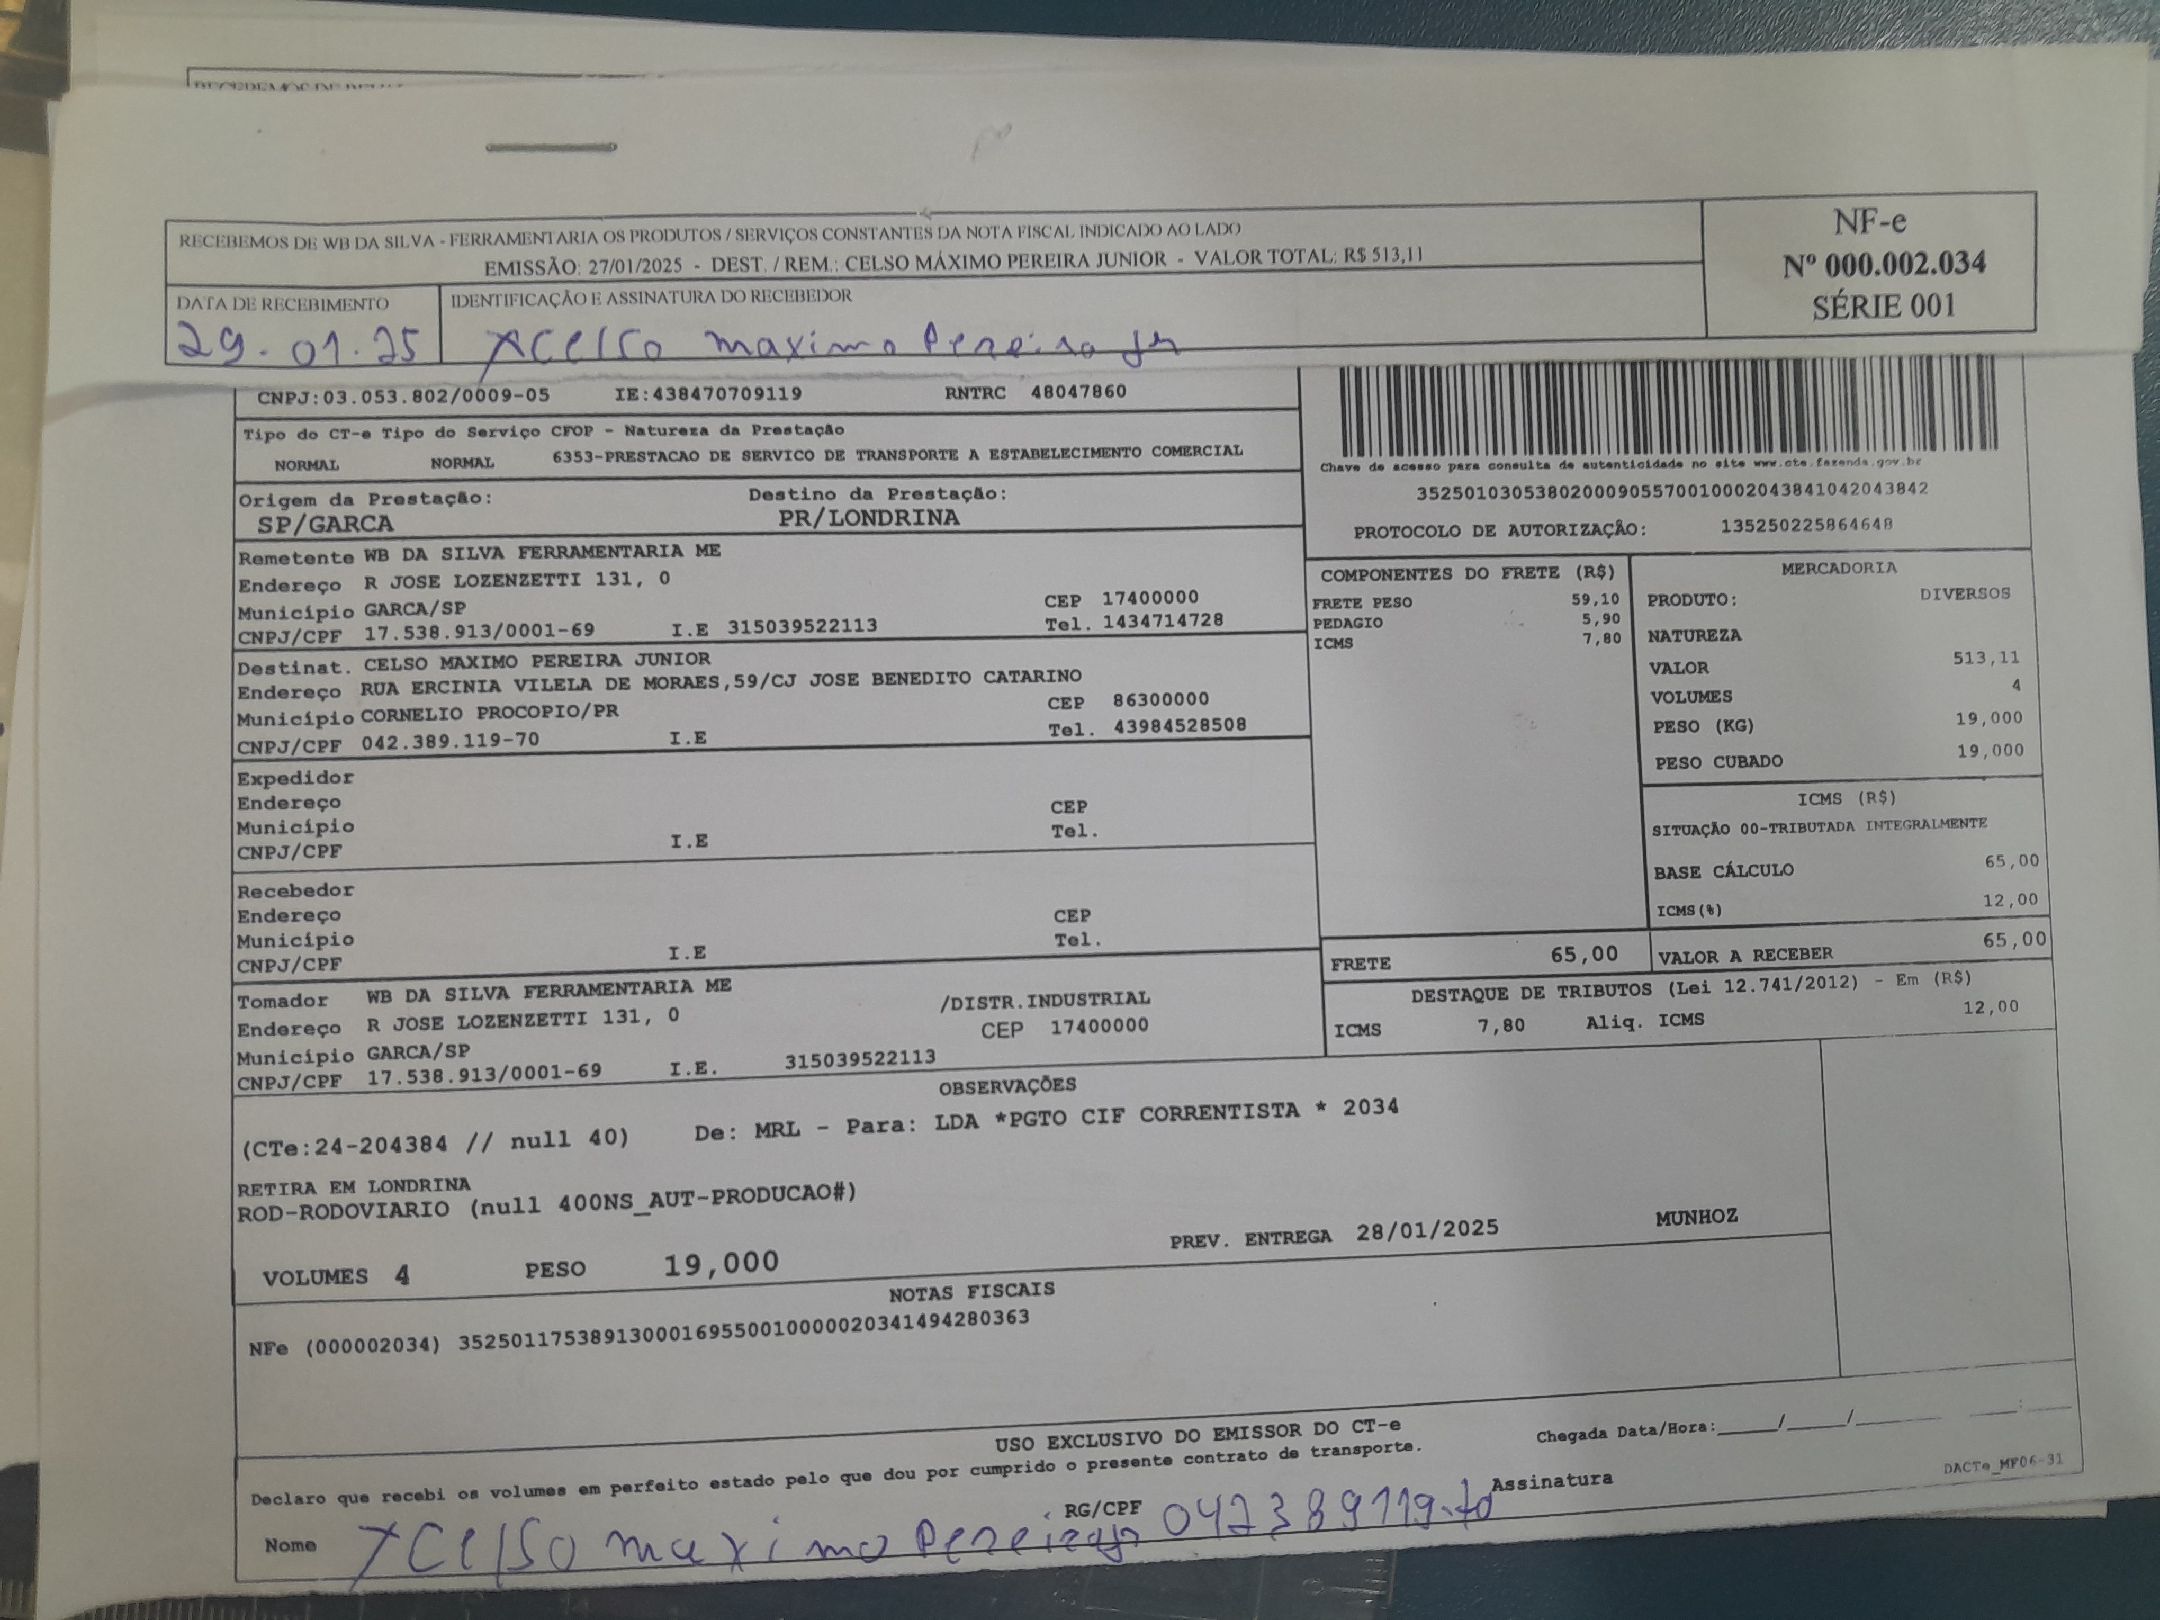 RECEBEMOS DE WB DA SILVA - FERRAMENTARIA OS PRODUTOS / SERVIÇOS CONSTANTES DA NOTA FISCAL INDICADO AO LADO
EMISSÃO: 27/01/2025 - DEST. / REM.: CELSO MÁXIMO PEREIRA JUNIOR - VALOR TOTAL: R$ 513,11
NF-e
Nº 000.002.034
SÉRIE 001
DATA DE RECEBIMENTO
29.01.25
IDENTIFICAÇÃO E ASSINATURA DO RECEBEDOR
XCelso maximo Pereira Jr
CNPJ:03.053.802/0009-05 IE:438470709119 RNTRC 48047860
Tipo do CT-e Tipo do Serviço CFOP - Natureza da Prestação
NORMAL NORMAL 6353-PRESTACAO DE SERVICO DE TRANSPORTE A ESTABELECIMENTO COMERCIAL
Chave de acesso para consulta de autenticidade no site www.cte.fazenda.gov.br
35250103053802000905570010002043841042043842
PROTOCOLO DE AUTORIZAÇÃO: 135250225864648
Origem da Prestação: Destino da Prestação:
SP/GARCA PR/LONDRINA
Remetente WB DA SILVA FERRAMENTARIA ME
Endereço R JOSE LOZENZETTI 131, 0
Município GARCA/SP CEP 17400000
CNPJ/CPF 17.538.913/0001-69 I.E 315039522113 Tel. 1434714728
Destinat. CELSO MAXIMO PEREIRA JUNIOR
Endereço RUA ERCINIA VILELA DE MORAES,59/CJ JOSE BENEDITO CATARINO
Município CORNELIO PROCOPIO/PR CEP 86300000
CNPJ/CPF 042.389.119-70 I.E Tel. 43984528508
Expedidor
Endereço
Município CEP
CNPJ/CPF I.E Tel.
Recebedor
Endereço
Município CEP
CNPJ/CPF I.E Tel.
Tomador WB DA SILVA FERRAMENTARIA ME
Endereço R JOSE LOZENZETTI 131, 0 /DISTR.INDUSTRIAL
Município GARCA/SP CEP 17400000
CNPJ/CPF 17.538.913/0001-69 I.E. 315039522113
COMPONENTES DO FRETE (R$)
FRETE PESO 59,10
PEDAGIO 5,90
ICMS 7,80
MERCADORIA
PRODUTO: DIVERSOS
NATUREZA
VALOR 513,11
VOLUMES 4
PESO (KG) 19,000
PESO CUBADO 19,000
ICMS (R$)
SITUAÇÃO 00-TRIBUTADA INTEGRALMENTE
BASE CÁLCULO 65,00
ICMS(%) 12,00
FRETE 65,00 VALOR A RECEBER 65,00
DESTAQUE DE TRIBUTOS (Lei 12.741/2012) - Em (R$)
ICMS 7,80 Aliq. ICMS 12,00
OBSERVAÇÕES
(CTe:24-204384 // null 40) De: MRL - Para: LDA *PGTO CIF CORRENTISTA * 2034
RETIRA EM LONDRINA
ROD-RODOVIARIO (null 400NS_AUT-PRODUCAO#)
VOLUMES 4 PESO 19,000 PREV. ENTREGA 28/01/2025 MUNHOZ
NOTAS FISCAIS
NFe (000002034) 35250117538913000169550010000020341494280363
USO EXCLUSIVO DO EMISSOR DO CT-e
Declaro que recebi os volumes em perfeito estado pelo que dou por cumprido o presente contrato de transporte.
Chegada Data/Hora:____/____/______ ____:____
DACTe_MF06-31
Nome XCelso maximo Pereira Jr RG/CPF 042389119-70 Assinatura